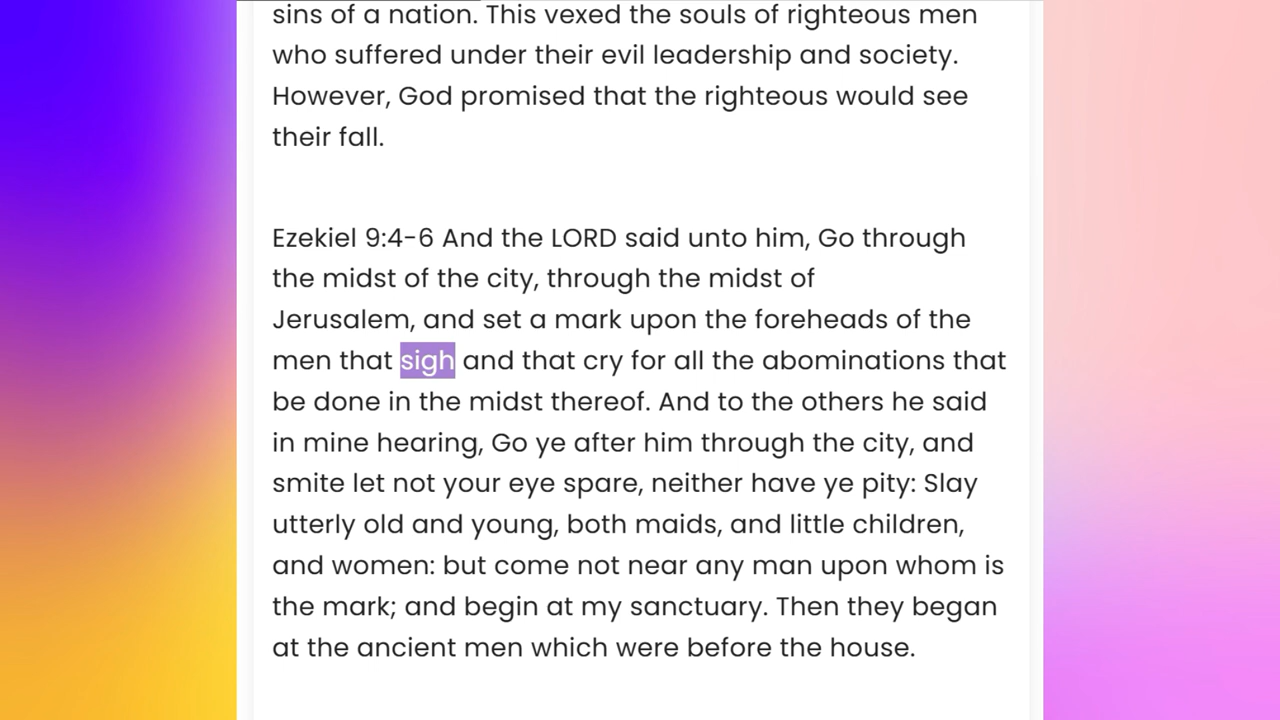 sins of a nation. This vexed the souls of righteous men
who suffered under their evil leadership and society.
However, God promised that the righteous would see
their fall.
Ezekiel 9:4-6 And the LORD said unto him, Go through
the midst of the city, through the midst of
Jerusalem, and set a mark upon the foreheads of the
men that sigh and that cry for all the abominations that
be done in the midst thereof. And to the others he said
in mine hearing, Go ye after him through the city, and
smite let not your eye spare, neither have ye pity: Slay
utterly old and young, both maids, and little children,
and women: but come not near any man upon whom is
the mark; and begin at my sanctuary. Then they began
at the ancient men which were before the house.